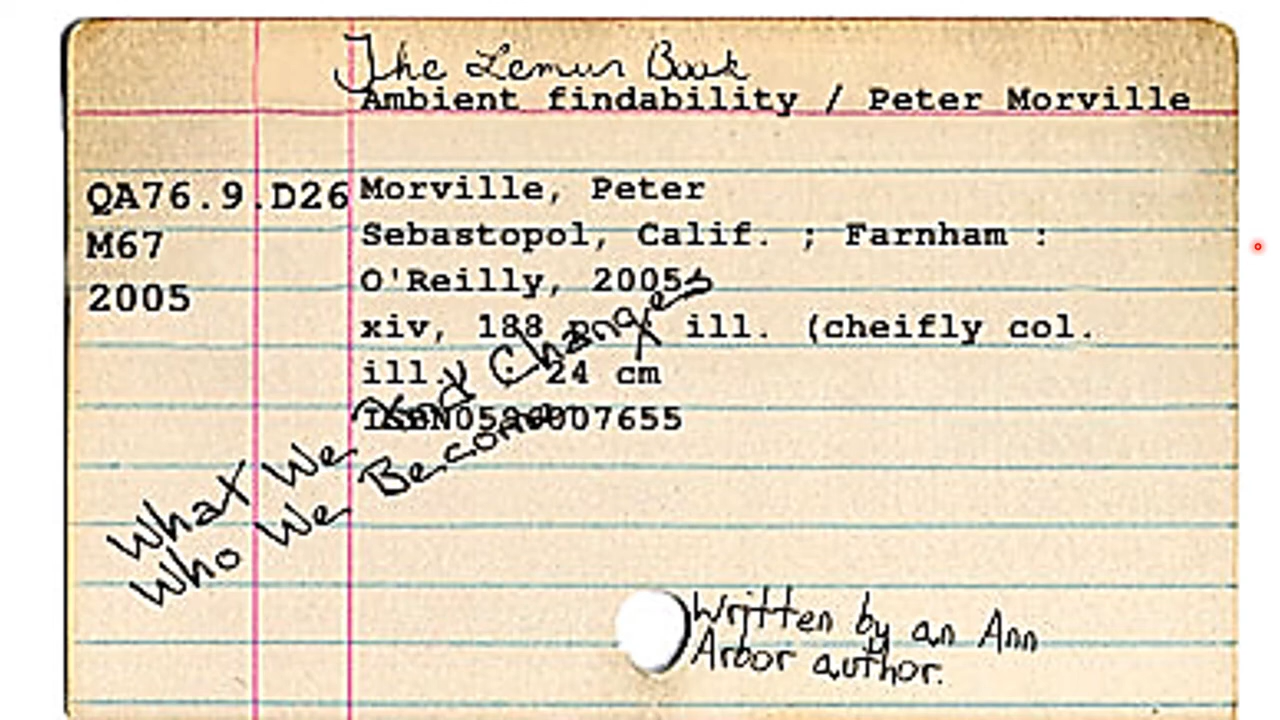 The Lemur Book
Ambient findability / Peter Morville
QA76.9.D26
M67
2005
Morville, Peter
Sebastopol, Calif. ; Farnham :
O'Reilly, 2005
xiv, 188 p. : ill. (cheifly col.
ill. 24 cm
ISBN0596007655
What We Find Changes
Who We Become
Written by an Ann
Arbor author.